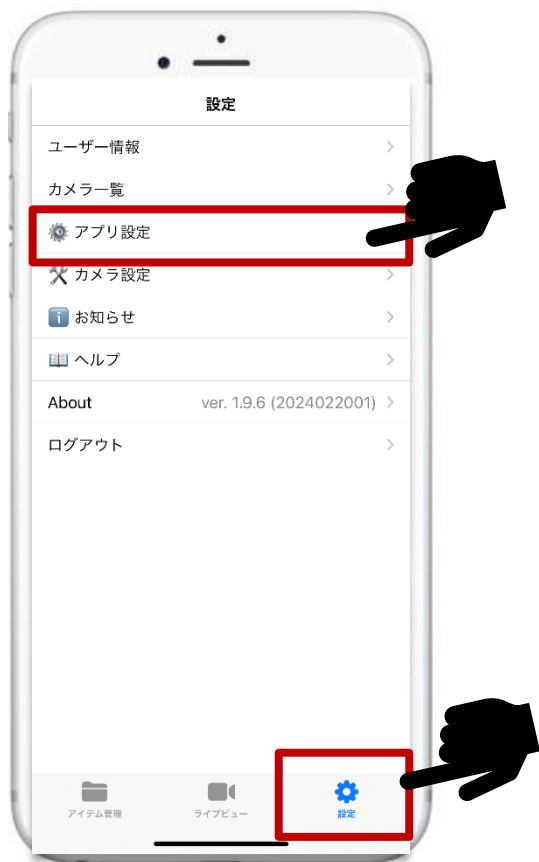 設定
ユーザー情報
カメラ一覧
アプリ設定
カメラ設定
お知らせ
ヘルプ
About ver. 1.9.6 (2024022001)
ログアウト
アイテム管理 ライブビュー 設定